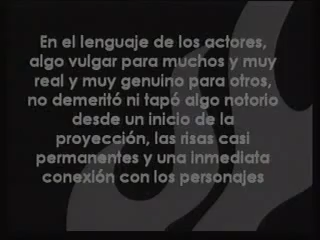 En el lenguaje de los actores,
algo vulgar para muchos y muy
real y muy genuino para otros,
no demeritó ni tapó algo notorio
desde un inicio de la
proyección, las risas casi
permanentes y una inmediata
conexión con los personajes